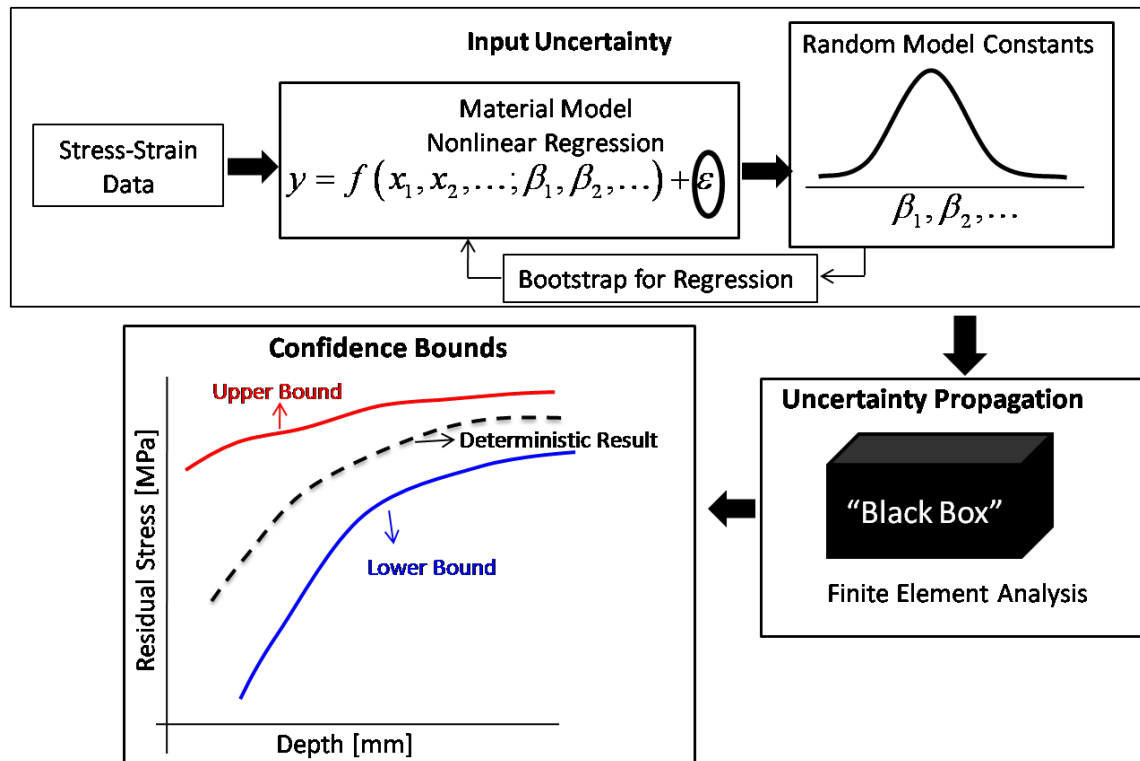 Input Uncertainty
Stress-Strain
Data
Material Model
Nonlinear Regression
y = f(x₁, x₂,...; β₁, β₂,...) + ε
Random Model Constants
β₁, β₂,...
Bootstrap for Regression
Uncertainty Propagation
“Black Box”
Finite Element Analysis
Confidence Bounds
Upper Bound
Deterministic Result
Lower Bound
Residual Stress [MPa]
Depth [mm]